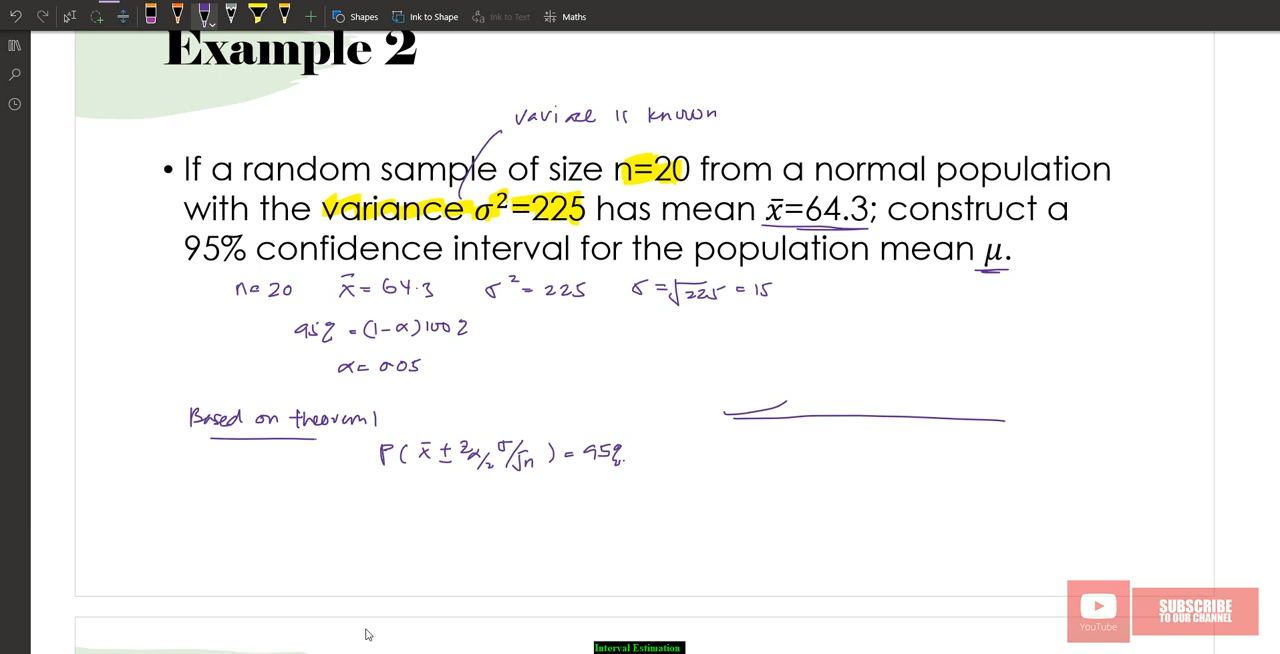 Shapes Ink to Shape Ink to Text Maths
Example 2
variance is known
• If a random sample of size n=20 from a normal population
with the variance σ²=225 has mean x̄=64.3; construct a
95% confidence interval for the population mean μ.
n= 20 x̄ = 64.3 σ² = 225 σ = √225 = 15
95% = (1-α)100%
α= 0.05
Based on theorem 1
P( x̄ ± z α/2 σ/√n ) = 95%.
YouTube
SUBSCRIBE
TO OUR CHANNEL
Interval Estimation